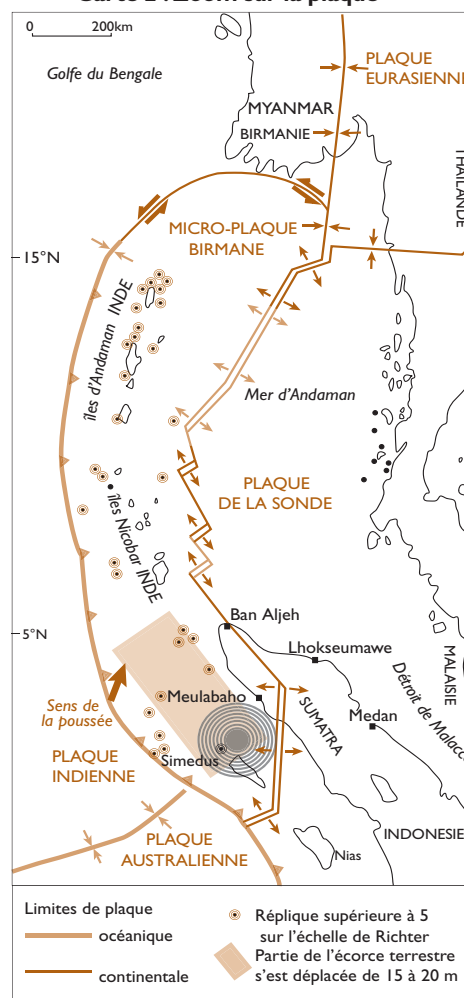 0
200km
Golfe du Bengale
PLAQUE
EURASIENNE
MYANMAR
BIRMANIE
THAÏLANDE
MICRO-PLAQUE
BIRMANE
15°N
îles d'Andaman INDE
Mer d'Andaman
PLAQUE
DE LA SONDE
îles Nicobar INDE
5°N
Ban Aljeh
Lhokseumawe
MALAISIE
Détroit de Malacc
Meulabaho
SUMATRA
Medan
Sens de
la poussée
PLAQUE
INDIENNE
Simedus
PLAQUE
AUSTRALIENNE
Nias
INDONESIE
Limites de plaque
océanique
continentale
Réplique supérieure à 5
sur l'échelle de Richter
Partie de l'écorce terrestre
s'est déplacée de 15 à 20 m